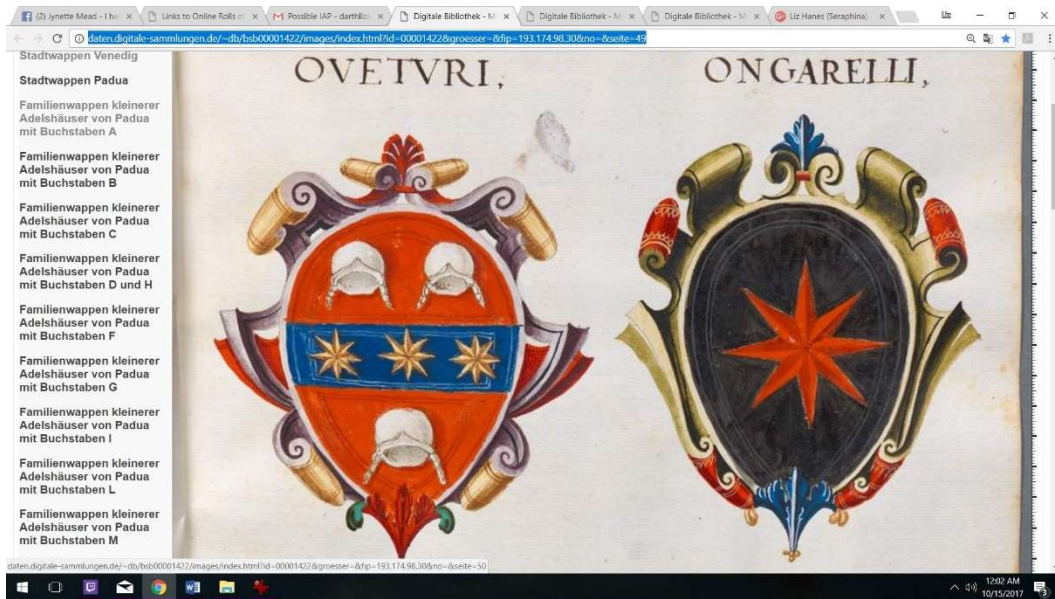 (2) Jynette Mead - I ha
Links to Online Rolls of
Possible IAP - darthliz
Digitale Bibliothek - M
Digitale Bibliothek - M
Digitale Bibliothek - M
Liz Hanes (Seraphina)
Liz
daten.digitale-sammlungen.de/~db/bsb00001422/images/index.html?id=00001422&groesser=&fip=193.174.98.30&no=&seite=49
Stadtwappen Venedig
Stadtwappen Padua
Familienwappen kleinerer
Adelshäuser von Padua
mit Buchstaben A
Familienwappen kleinerer
Adelshäuser von Padua
mit Buchstaben B
Familienwappen kleinerer
Adelshäuser von Padua
mit Buchstaben C
Familienwappen kleinerer
Adelshäuser von Padua
mit Buchstaben D und H
Familienwappen kleinerer
Adelshäuser von Padua
mit Buchstaben F
Familienwappen kleinerer
Adelshäuser von Padua
mit Buchstaben G
Familienwappen kleinerer
Adelshäuser von Padua
mit Buchstaben I
Familienwappen kleinerer
Adelshäuser von Padua
mit Buchstaben L
Familienwappen kleinerer
Adelshäuser von Padua
mit Buchstaben M
OVETVRI,
ONGARELLI,
daten.digitale-sammlungen.de/~db/bsb00001422/images/index.html?id=00001422&groesser=&fip=193.174.98.30&no=&seite=50
12:02 AM
10/15/2017